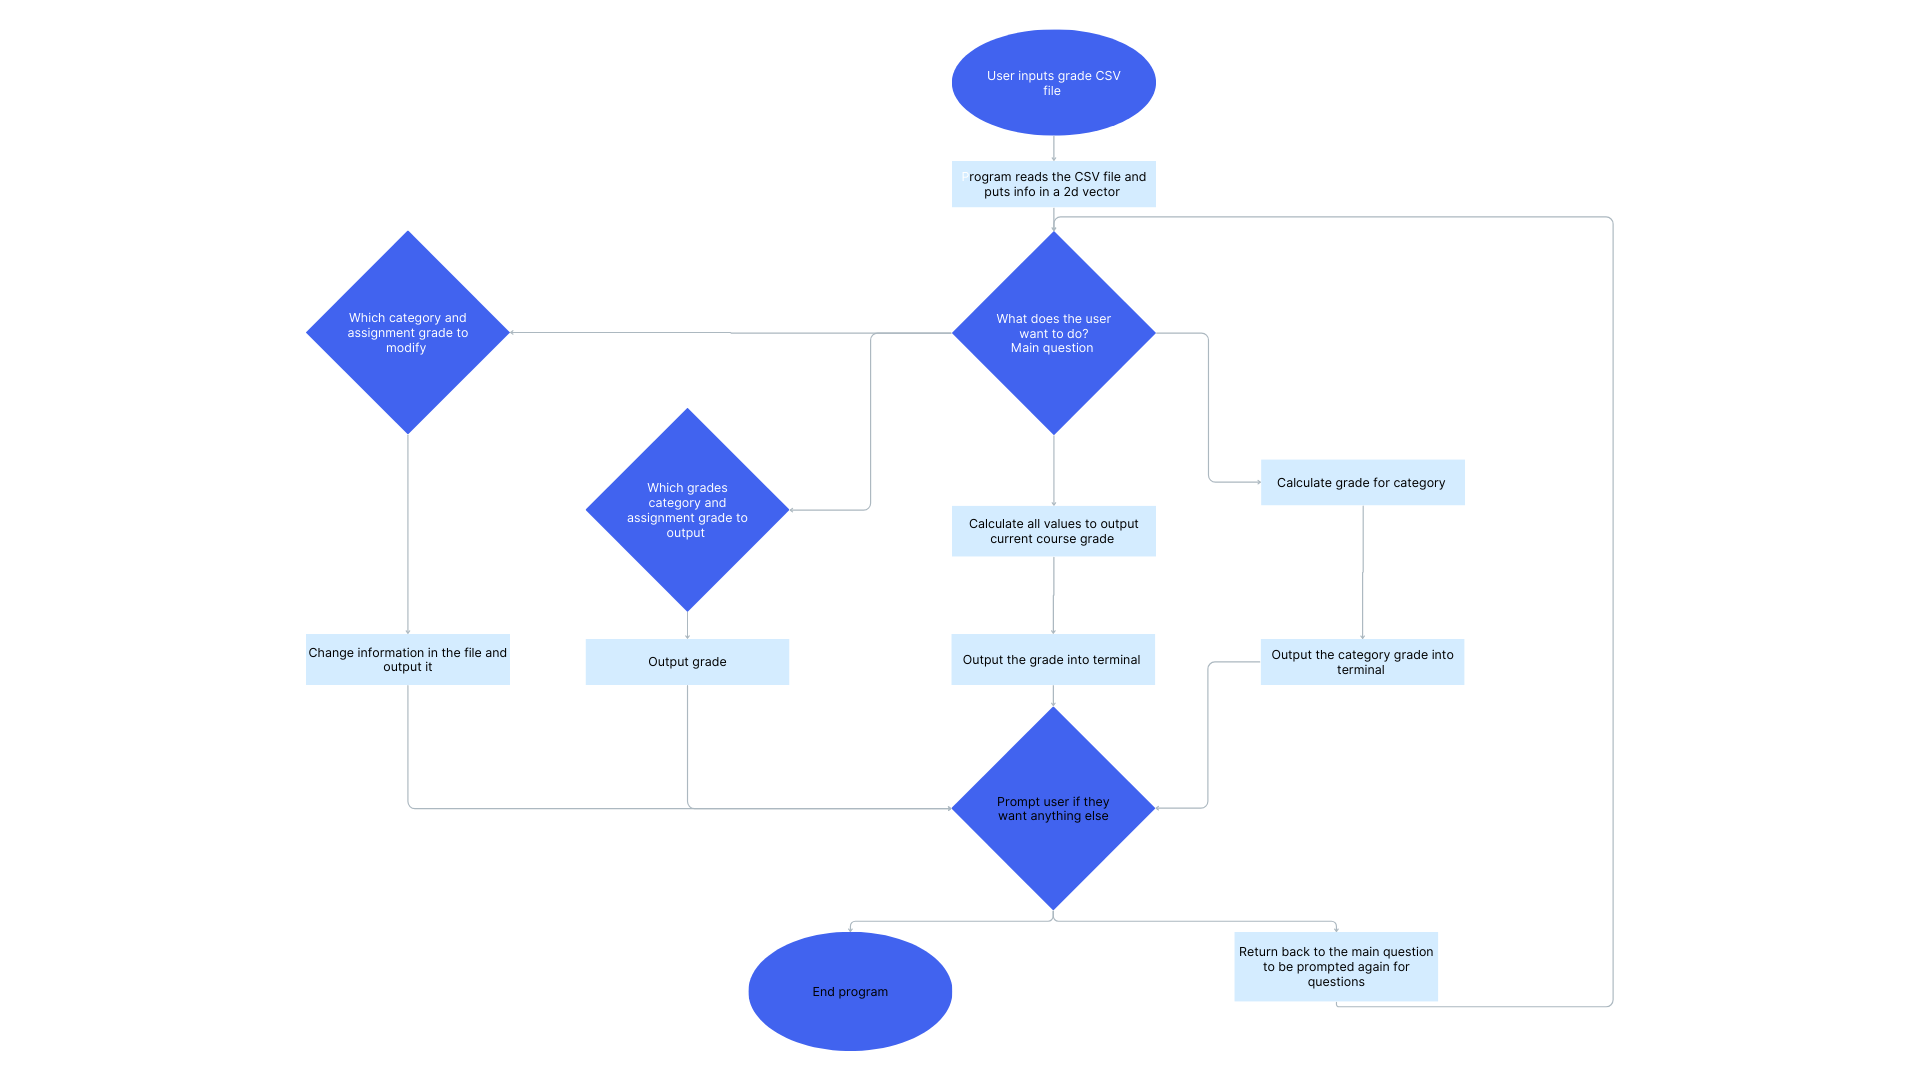 User inputs grade CSV
file
Program reads the CSV file and
puts info in a 2d vector
Which category and
assignment grade to
modify
What does the user
want to do?
Main question
Which grades
category and
assignment grade to
output
Calculate all values to output
current course grade
Calculate grade for category
Change information in the file and
output it
Output grade
Output the grade into terminal
Output the category grade into
terminal
Prompt user if they
want anything else
End program
Return back to the main question
to be prompted again for
questions